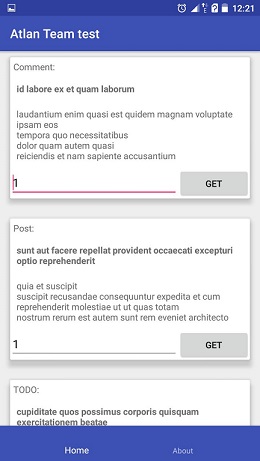 12:21
Atlan Team test
Comment:
id labore ex et quam laborum
laudantium enim quasi est quidem magnam voluptate
ipsam eos
tempora quo necessitatibus
dolor quam autem quasi
reiciendis et nam sapiente accusantium
1
GET
Post:
sunt aut facere repellat provident occaecati excepturi
optio reprehenderit
quia et suscipit
suscipit recusandae consequuntur expedita et cum
reprehenderit molestiae ut ut quas totam
nostrum rerum est autem sunt rem eveniet architecto
1
GET
TODO:
cupiditate quos possimus corporis quisquam
exercitationem beatae
Home
About